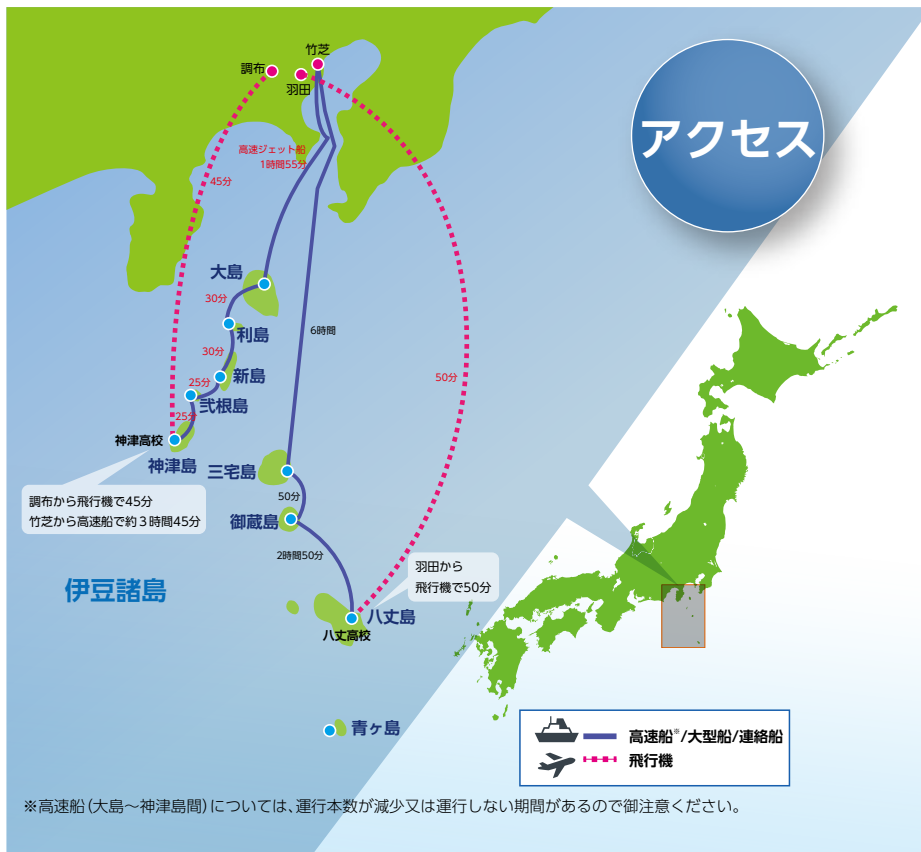 アクセス
竹芝
調布
羽田
高速ジェット船
1時間55分
45分
大島
30分
利島
6時間
30分
新島
50分
25分
弐根島
25分
神津高校
神津島
三宅島
調布から飛行機で45分
竹芝から高速船で約3時間45分
50分
御蔵島
2時間50分
羽田から
飛行機で50分
伊豆諸島
八丈島
八丈高校
青ヶ島
高速船※/大型船/連絡船
飛行機
※高速船(大島～神津島間)については、運行本数が減少又は運行しない期間があるので御注意ください。